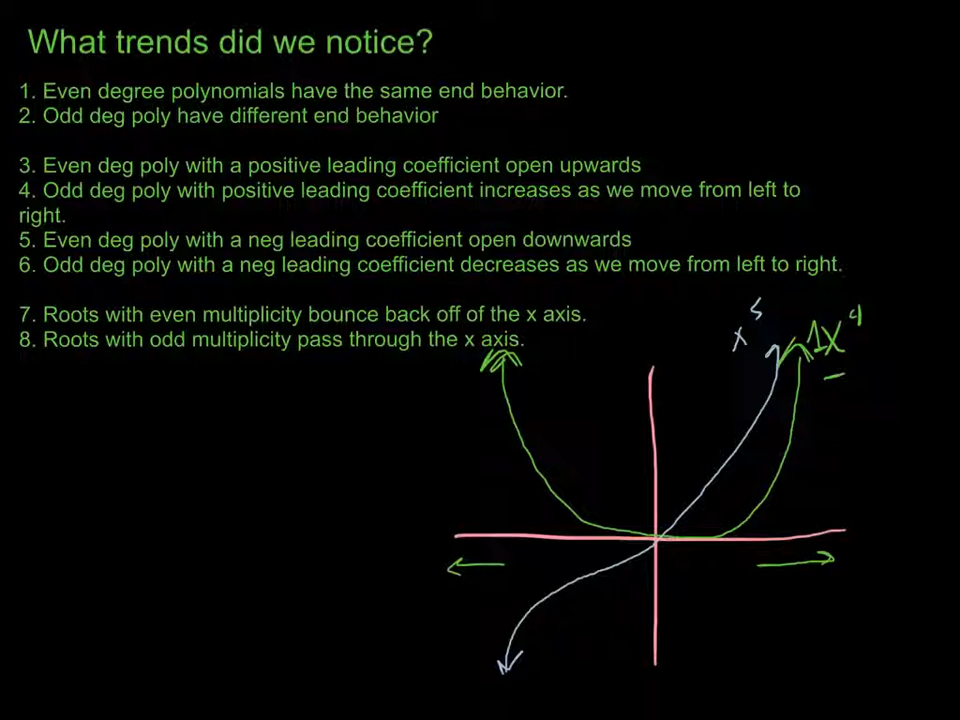 What trends did we notice?
1. Even degree polynomials have the same end behavior.
2. Odd deg poly have different end behavior
3. Even deg poly with a positive leading coefficient open upwards
4. Odd deg poly with positive leading coefficient increases as we move from left to
right.
5. Even deg poly with a neg leading coefficient open downwards
6. Odd deg poly with a neg leading coefficient decreases as we move from left to right.
7. Roots with even multiplicity bounce back off of the x axis.
8. Roots with odd multiplicity pass through the x axis.
x⁵
1x⁴